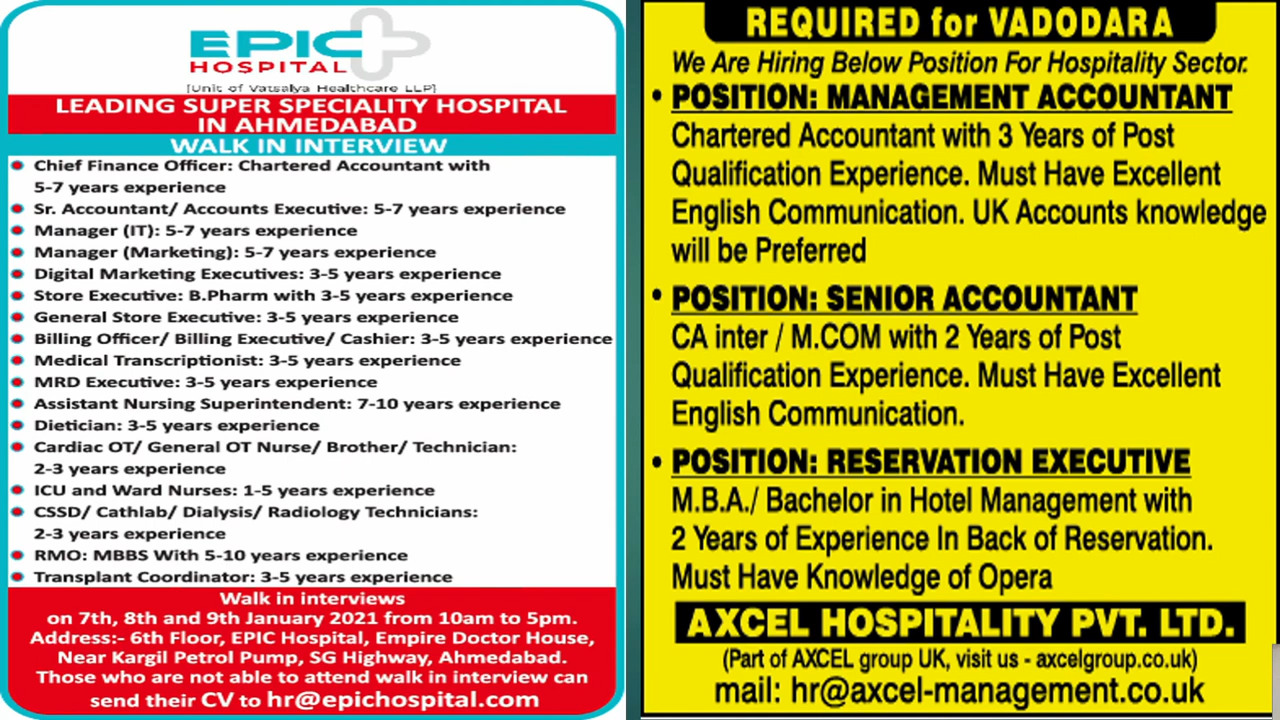 EPIC
HOSPITAL
[Unit of Vatsalya Healthcare LLP]
LEADING SUPER SPECIALITY HOSPITAL
IN AHMEDABAD
WALK IN INTERVIEW
Chief Finance Officer: Chartered Accountant with
5-7 years experience
Sr. Accountant/ Accounts Executive: 5-7 years experience
Manager (IT): 5-7 years experience
Manager (Marketing): 5-7 years experience
Digital Marketing Executives: 3-5 years experience
Store Executive: B.Pharm with 3-5 years experience
General Store Executive: 3-5 years experience
Billing Officer/ Billing Executive/ Cashier: 3-5 years experience
Medical Transcriptionist: 3-5 years experience
MRD Executive: 3-5 years experience
Assistant Nursing Superintendent: 7-10 years experience
Dietician: 3-5 years experience
Cardiac OT/ General OT Nurse/ Brother/ Technician:
2-3 years experience
ICU and Ward Nurses: 1-5 years experience
CSSD/ Cathlab/ Dialysis/ Radiology Technicians:
2-3 years experience
RMO: MBBS With 5-10 years experience
Transplant Coordinator: 3-5 years experience
Walk in interviews
on 7th, 8th and 9th January 2021 from 10am to 5pm.
Address:- 6th Floor, EPIC Hospital, Empire Doctor House,
Near Kargil Petrol Pump, SG Highway, Ahmedabad.
Those who are not able to attend walk in interview can
send their CV to hr@epichospital.com
REQUIRED for VADODARA
We Are Hiring Below Position For Hospitality Sector.
• POSITION: MANAGEMENT ACCOUNTANT
Chartered Accountant with 3 Years of Post
Qualification Experience. Must Have Excellent
English Communication. UK Accounts knowledge
will be Preferred
• POSITION: SENIOR ACCOUNTANT
CA inter / M.COM with 2 Years of Post
Qualification Experience. Must Have Excellent
English Communication.
• POSITION: RESERVATION EXECUTIVE
M.B.A./ Bachelor in Hotel Management with
2 Years of Experience In Back of Reservation.
Must Have Knowledge of Opera
AXCEL HOSPITALITY PVT. LTD.
(Part of AXCEL group UK, visit us - axcelgroup.co.uk)
mail: hr@axcel-management.co.uk